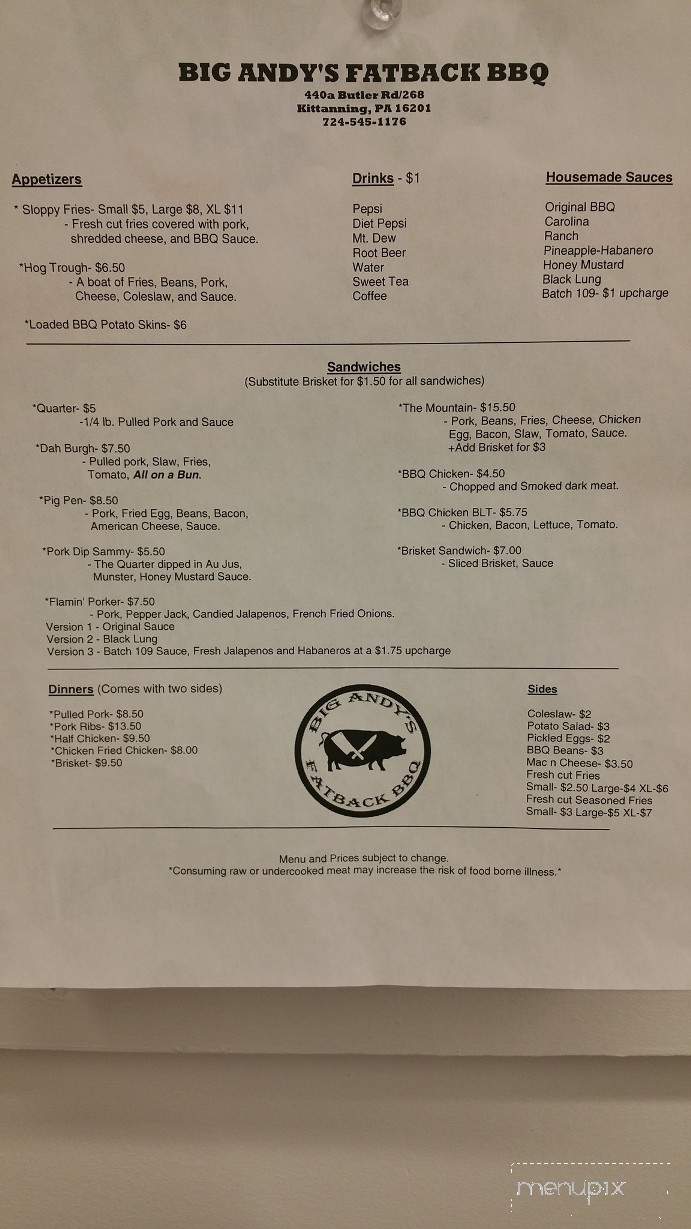 BIG ANDY'S FATBACK BBQ
440a Butler Rd/268
Kittanning, PA 16201
724-545-1176
Appetizers
* Sloppy Fries- Small $5, Large $8, XL $11
- Fresh cut fries covered with pork,
shredded cheese, and BBQ Sauce.
*Hog Trough- $6.50
- A boat of Fries, Beans, Pork,
Cheese, Coleslaw, and Sauce.
*Loaded BBQ Potato Skins- $6
Drinks - $1
Pepsi
Diet Pepsi
Mt. Dew
Root Beer
Water
Sweet Tea
Coffee
Housemade Sauces
Original BBQ
Carolina
Ranch
Pineapple-Habanero
Honey Mustard
Black Lung
Batch 109- $1 upcharge
Sandwiches
(Substitute Brisket for $1.50 for all sandwiches)
*Quarter- $5
-1/4 lb. Pulled Pork and Sauce
*Dah Burgh- $7.50
- Pulled pork, Slaw, Fries,
Tomato, All on a Bun.
*Pig Pen- $8.50
- Pork, Fried Egg, Beans, Bacon,
American Cheese, Sauce.
*Pork Dip Sammy- $5.50
- The Quarter dipped in Au Jus,
Munster, Honey Mustard Sauce.
*Flamin' Porker- $7.50
- Pork, Pepper Jack, Candied Jalapenos, French Fried Onions.
Version 1 - Original Sauce
Version 2 - Black Lung
Version 3 - Batch 109 Sauce, Fresh Jalapenos and Habaneros at a $1.75 upcharge
*The Mountain- $15.50
- Pork, Beans, Fries, Cheese, Chicken
Egg, Bacon, Slaw, Tomato, Sauce.
+Add Brisket for $3
*BBQ Chicken- $4.50
- Chopped and Smoked dark meat.
*BBQ Chicken BLT- $5.75
- Chicken, Bacon, Lettuce, Tomato.
*Brisket Sandwich- $7.00
- Sliced Brisket, Sauce
Dinners (Comes with two sides)
*Pulled Pork- $8.50
*Pork Ribs- $13.50
*Half Chicken- $9.50
*Chicken Fried Chicken- $8.00
*Brisket- $9.50
BIG ANDY'S
FATBACK BBQ
Sides
Coleslaw- $2
Potato Salad- $3
Pickled Eggs- $2
BBQ Beans- $3
Mac n Cheese- $3.50
Fresh cut Fries
Small- $2.50 Large-$4 XL-$6
Fresh cut Seasoned Fries
Small- $3 Large-$5 XL-$7
Menu and Prices subject to change.
*Consuming raw or undercooked meat may increase the risk of food borne illness.*
menupix